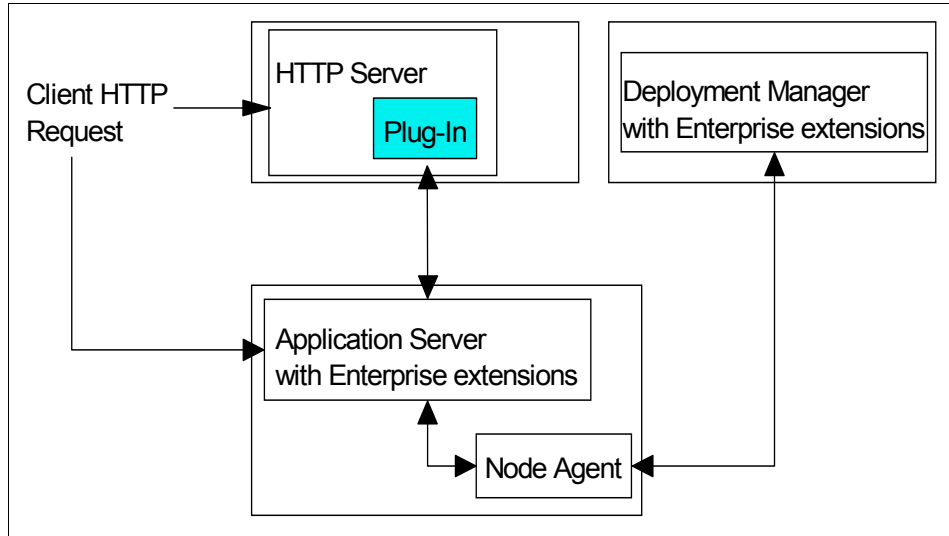 Client HTTP
Request
HTTP Server
Plug-In
Deployment Manager
with Enterprise extensions
Application Server
with Enterprise extensions
Node Agent